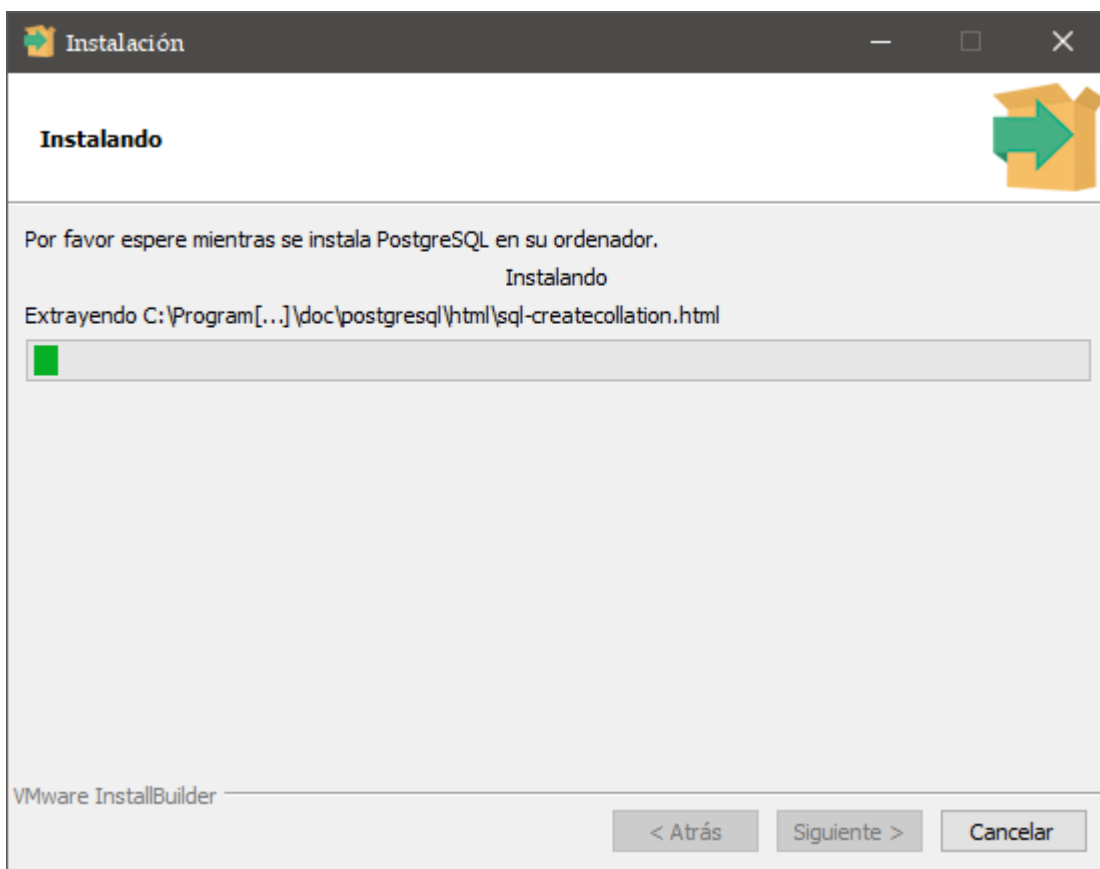 Instalación
Instalando
Por favor espere mientras se instala PostgreSQL en su ordenador.
Instalando
Extrayendo C:\Program[...]\doc\postgresql\html\sql-createcollation.html
VMware InstallBuilder
< Atrás Siguiente > Cancelar